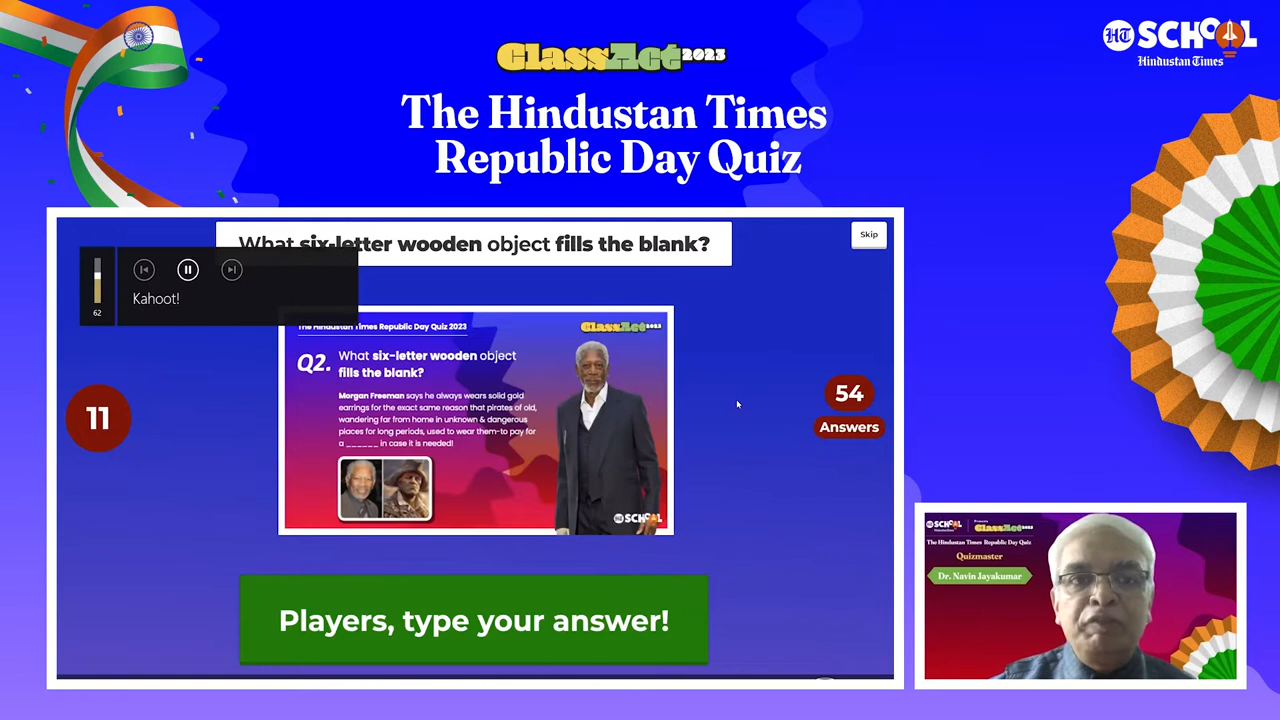 ClassAct 2023
HT SCHOOL
Hindustan Times
The Hindustan Times
Republic Day Quiz
What six-letter wooden object fills the blank?
Skip
Kahoot!
62
The Hindustan Times Republic Day Quiz 2023
ClassAct 2023
Q2. What six-letter wooden object
fills the blank?
Morgan Freeman says he always wears solid gold
earrings for the exact same reason that pirates of old,
wandering far from home in unknown & dangerous
places for long periods, used to wear them-to pay for
a ______ in case it is needed!
HT SCHOOL
11
54
Answers
Players, type your answer!
HT SCHOOL
Presents
ClassAct 2023
The Hindustan Times Republic Day Quiz
Quizmaster
Dr. Navin Jayakumar